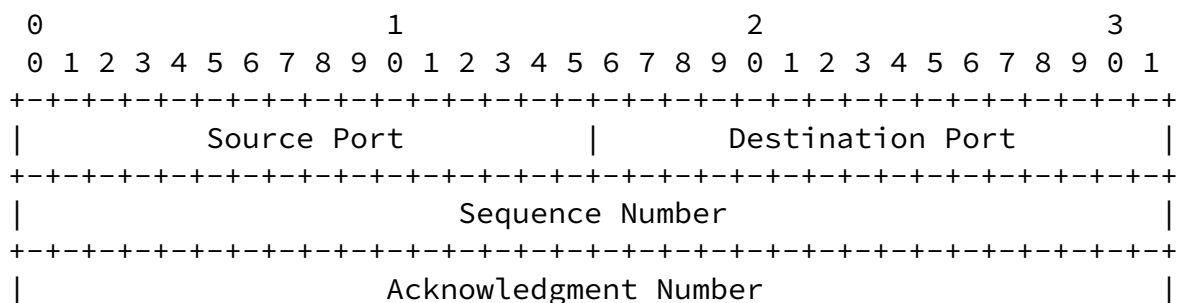 0                   1                   2                   3
 0 1 2 3 4 5 6 7 8 9 0 1 2 3 4 5 6 7 8 9 0 1 2 3 4 5 6 7 8 9 0 1
+-+-+-+-+-+-+-+-+-+-+-+-+-+-+-+-+-+-+-+-+-+-+-+-+-+-+-+-+-+-+-+-+
|          Source Port          |       Destination Port        |
+-+-+-+-+-+-+-+-+-+-+-+-+-+-+-+-+-+-+-+-+-+-+-+-+-+-+-+-+-+-+-+-+
|                        Sequence Number                        |
+-+-+-+-+-+-+-+-+-+-+-+-+-+-+-+-+-+-+-+-+-+-+-+-+-+-+-+-+-+-+-+-+
|                    Acknowledgment Number                      |